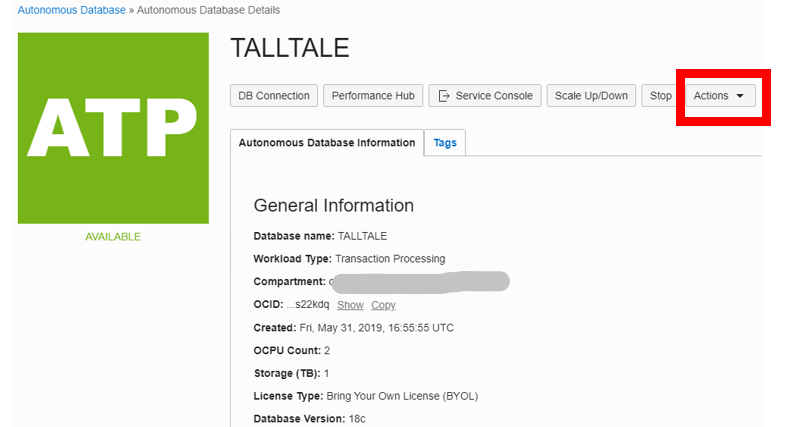 Autonomous Database » Autonomous Database Details
ATP
AVAILABLE
TALLTALE
DB Connection Performance Hub Service Console Scale Up/Down Stop Actions
Autonomous Database Information Tags
General Information
Database name: TALLTALE
Workload Type: Transaction Processing
Compartment:
OCID: ...s22kdq Show Copy
Created: Fri, May 31, 2019, 16:55:55 UTC
OCPU Count: 2
Storage (TB): 1
License Type: Bring Your Own License (BYOL)
Database Version: 18c